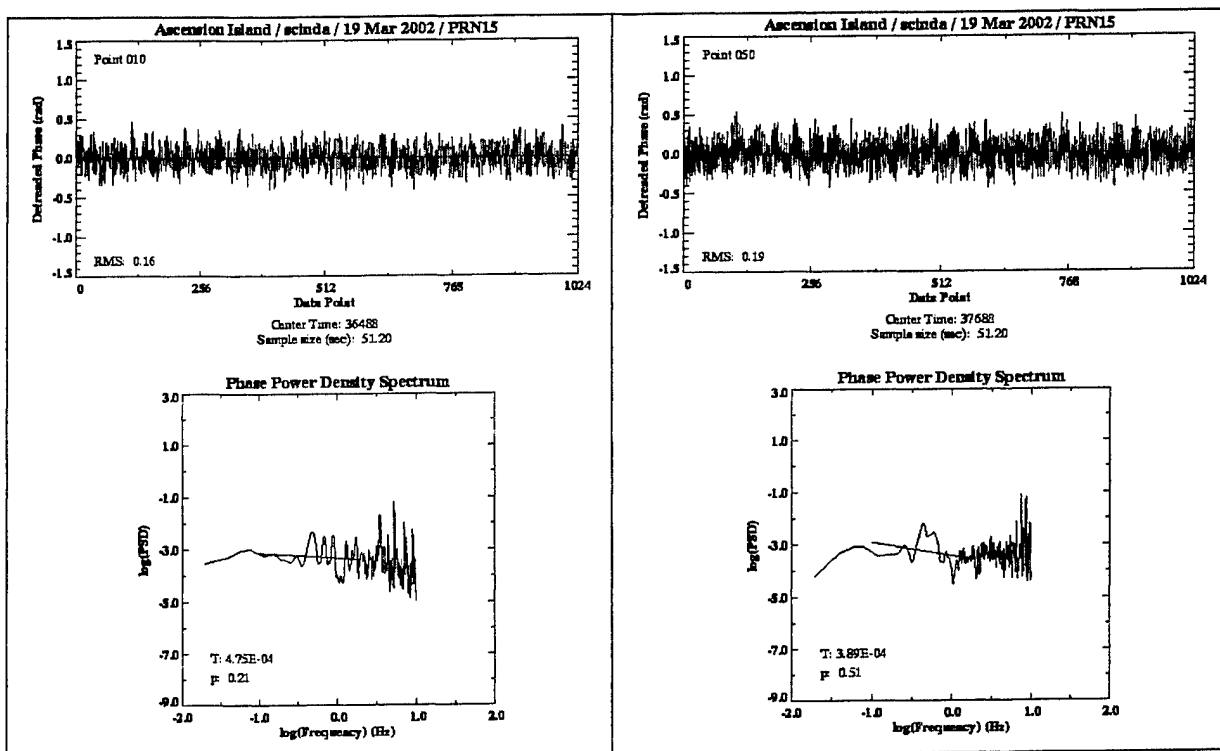 Ascension Island / scinda / 19 Mar 2002 / PRN15
1.5
Point 010
1.0
0.5
0.0
-0.5
-1.0
RMS: 0.16
-1.5
Detrended Phase (rad)
0
256
512
768
1024
Data Point
Center Time: 36488
Sample size (sec): 51.20
Phase Power Density Spectrum
3.0
1.0
-1.0
-3.0
-5.0
-7.0
-9.0
log(PSD)
T: 4.75E-04
p: 0.21
-2.0
-1.0
0.0
1.0
2.0
log(Frequency) (Hz)
Ascension Island / scinda / 19 Mar 2002 / PRN15
1.5
Point 050
1.0
0.5
0.0
-0.5
-1.0
RMS: 0.19
-1.5
Detrended Phase (rad)
0
256
512
768
1024
Data Point
Center Time: 37688
Sample size (sec): 51.20
Phase Power Density Spectrum
3.0
1.0
-1.0
-3.0
-5.0
-7.0
-9.0
log(PSD)
T: 3.89E-04
p: 0.51
-2.0
-1.0
0.0
1.0
2.0
log(Frequency) (Hz)